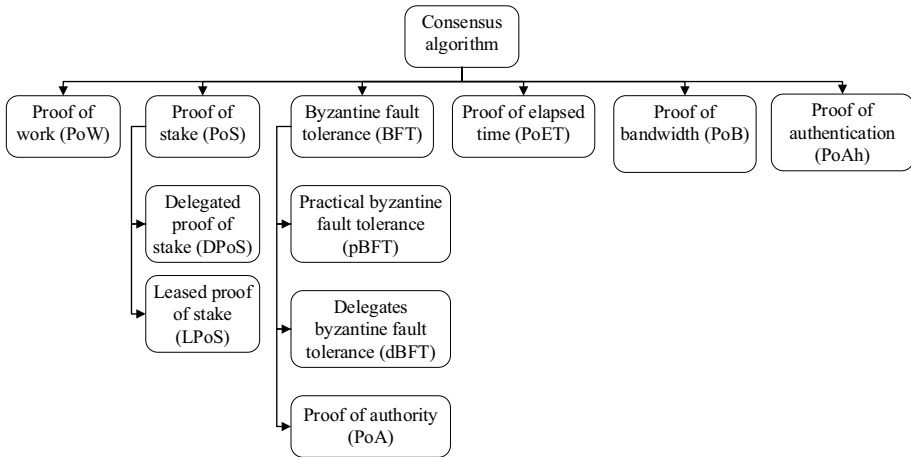 Consensus
algorithm
Proof of
work (PoW)
Proof of
stake (PoS)
Byzantine fault
tolerance (BFT)
Proof of elapsed
time (PoET)
Proof of
bandwidth (PoB)
Proof of
authentication
(PoAh)
Delegated
proof of
stake (DPoS)
Practical byzantine
fault tolerance
(pBFT)
Leased proof
of stake
(LPoS)
Delegates
byzantine fault
tolerance (dBFT)
Proof of authority
(PoA)